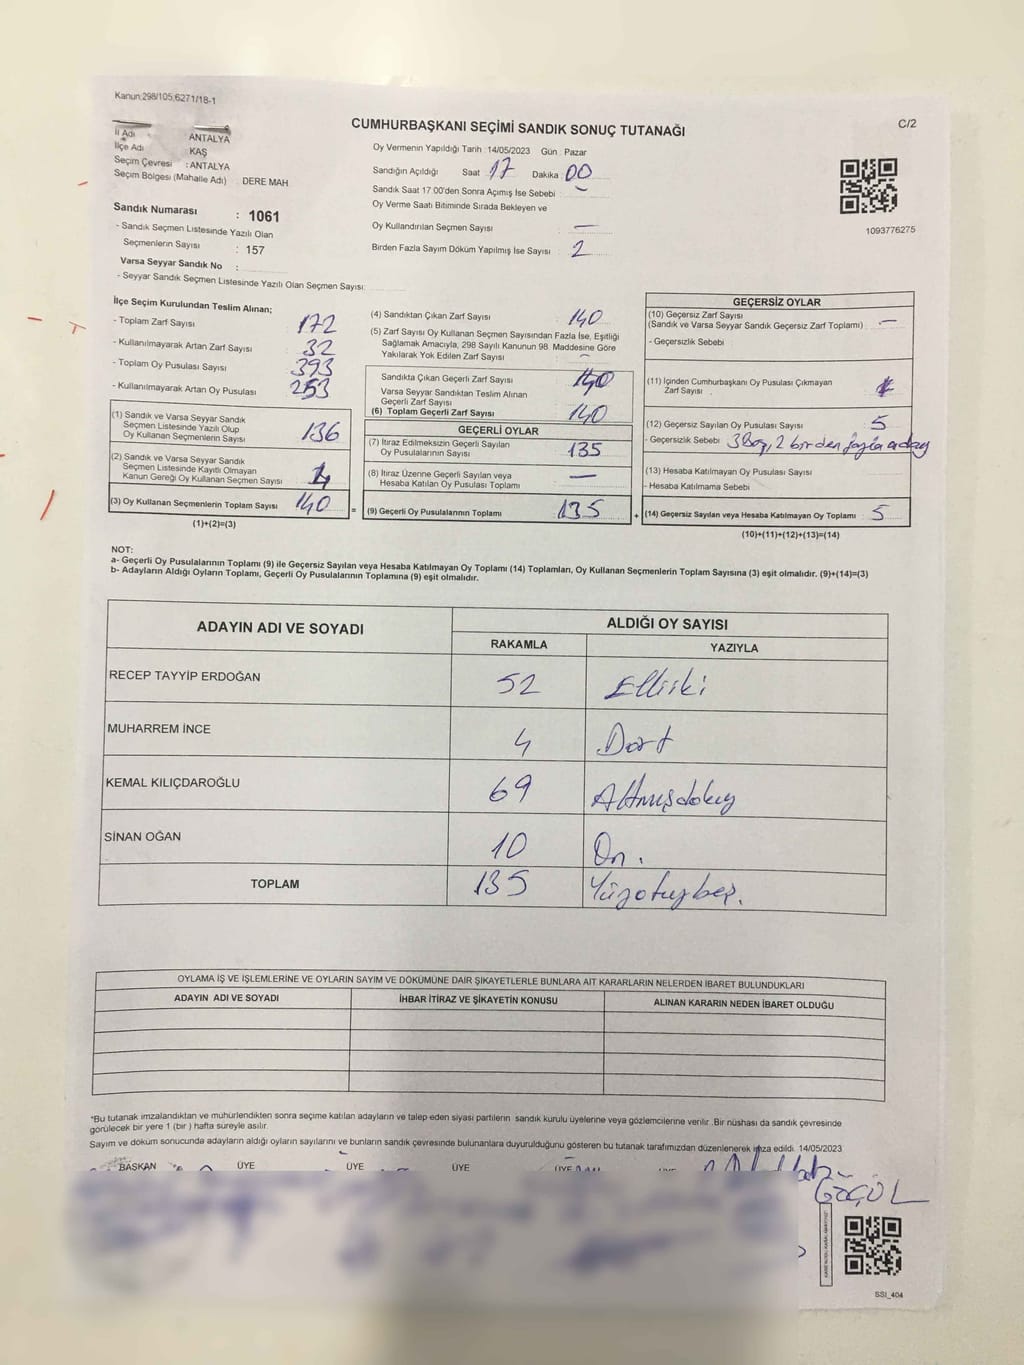 Kanun;298/105;6271/18-1
C/2
CUMHURBAŞKANI SEÇİMİ SANDIK SONUÇ TUTANAĞI
İl Adı : ANTALYA
İlçe Adı KAŞ
Seçim Çevresi : ANTALYA
Seçim Bölgesi (Mahalle Adı) DERE MAH
Sandık Numarası : 1061
- Sandık Seçmen Listesinde Yazılı Olan
Seçmenlerin Sayısı : 157
Varsa Seyyar Sandık No :
- Seyyar Sandık Seçmen Listesinde Yazılı Olan Seçmen Sayısı:
Oy Vermenin Yapıldığı Tarih :14/05/2023 Gün : Pazar
Sandığın Açıldığı Saat 17 Dakika 00
Sandık Saat 17.00'den Sonra Açımış İse Sebebi : -
Oy Verme Saati Bitiminde Sırada Bekleyen ve
Oy Kullandırılan Seçmen Sayısı : -
Birden Fazla Sayım Döküm Yapılmış İse Sayısı : 2
1093776275
İlçe Seçim Kurulundan Teslim Alınan;
- Toplam Zarf Sayısı 172
- Kullanılmayarak Artan Zarf Sayısı 32
- Toplam Oy Pusulası Sayısı 393
- Kullanılmayarak Artan Oy Pusulası 253
(1) Sandık ve Varsa Seyyar Sandık
Seçmen Listesinde Yazılı Olup
Oy Kullanan Seçmenlerin Sayısı 136
(2) Sandık ve Varsa Seyyar Sandık
Seçmen Listesinde Kayıtlı Olmayan
Kanun Gereği Oy Kullanan Seçmen Sayısı 4
(3) Oy Kullanan Seçmenlerin Toplam Sayısı 140
(1)+(2)=(3)
(4) Sandıktan Çıkan Zarf Sayısı 140
(5) Zarf Sayısı Oy Kullanan Seçmen Sayısından Fazla İse, Eşitliği
Sağlamak Amacıyla, 298 Sayılı Kanunun 98. Maddesine Göre
Yakılarak Yok Edilen Zarf Sayısı : -
Sandıkta Çıkan Geçerli Zarf Sayısı 140
Varsa Seyyar Sandıktan Teslim Alınan
Geçerli Zarf Sayısı
(6) Toplam Geçerli Zarf Sayısı 140
GEÇERLİ OYLAR
(7) İtiraz Edilmeksizin Geçerli Sayılan
Oy Pusulalarının Sayısı 135
(8) İtiraz Üzerine Geçerli Sayılan veya
Hesaba Katılan Oy Pusulası Toplamı -
= (9) Geçerli Oy Pusulalarının Toplamı 135
GEÇERSİZ OYLAR
(10) Geçersiz Zarf Sayısı
(Sandık ve Varsa Seyyar Sandık Geçersiz Zarf Toplamı) : -
- Geçersizlik Sebebi
(11) İçinden Cumhurbaşkanı Oy Pusulası Çıkmayan
Zarf Sayısı
(12) Geçersiz Sayılan Oy Pusulası Sayısı 5
- Geçersizlik Sebebi : 3 Boş, 2 birden fazla aday
(13) Hesaba Katılmayan Oy Pusulası Sayısı
- Hesaba Katılmama Sebebi
+ (14) Geçersiz Sayılan veya Hesaba Katılmayan Oy Toplamı : 5
(10)+(11)+(12)+(13)=(14)
NOT:
a- Geçerli Oy Pusulalarının Toplamı (9) ile Geçersiz Sayılan veya Hesaba Katılmayan Oy Toplamı (14) Toplamları, Oy Kullanan Seçmenlerin Toplam Sayısına (3) eşit olmalıdır. (9)+(14)=(3)
b- Adayların Aldığı Oyların Toplamı, Geçerli Oy Pusulalarının Toplamına (9) eşit olmalıdır.
ADAYIN ADI VE SOYADI
ALDIĞI OY SAYISI
RAKAMLA YAZIYLA
RECEP TAYYİP ERDOĞAN 52 Elliiki
MUHARREM İNCE 4 Dört
KEMAL KILIÇDAROĞLU 69 Altmışdokuz
SİNAN OĞAN 10 On.
TOPLAM 135 Yüzotuzbeş.
OYLAMA İŞ VE İŞLEMLERİNE VE OYLARIN SAYIM VE DÖKÜMÜNE DAİR ŞİKAYETLERLE BUNLARA AİT KARARLARIN NELERDEN İBARET BULUNDUKLARI
ADAYIN ADI VE SOYADI İHBAR İTİRAZ VE ŞİKAYETİN KONUSU ALINAN KARARIN NEDEN İBARET OLDUĞU
*Bu tutanak imzalandıktan ve mühürlendikten sonra seçime katılan adayların ve talep eden siyasi partilerin sandık kurulu üyelerine veya gözlemcilerine verilir .Bir nüshası da sandık çevresinde
görülecek bir yere 1 (bir ) hafta süreyle asılır.
Sayım ve döküm sonucunda adayların aldığı oyların sayılarını ve bunların sandık çevresinde bulunanlara duyurulduğunu gösteren bu tutanak tarafımızdan düzenlenerek imza edildi. 14/05/2023
BAŞKAN ÜYE ÜYE ÜYE ÜYE
GÖÇÜL
SSI_404